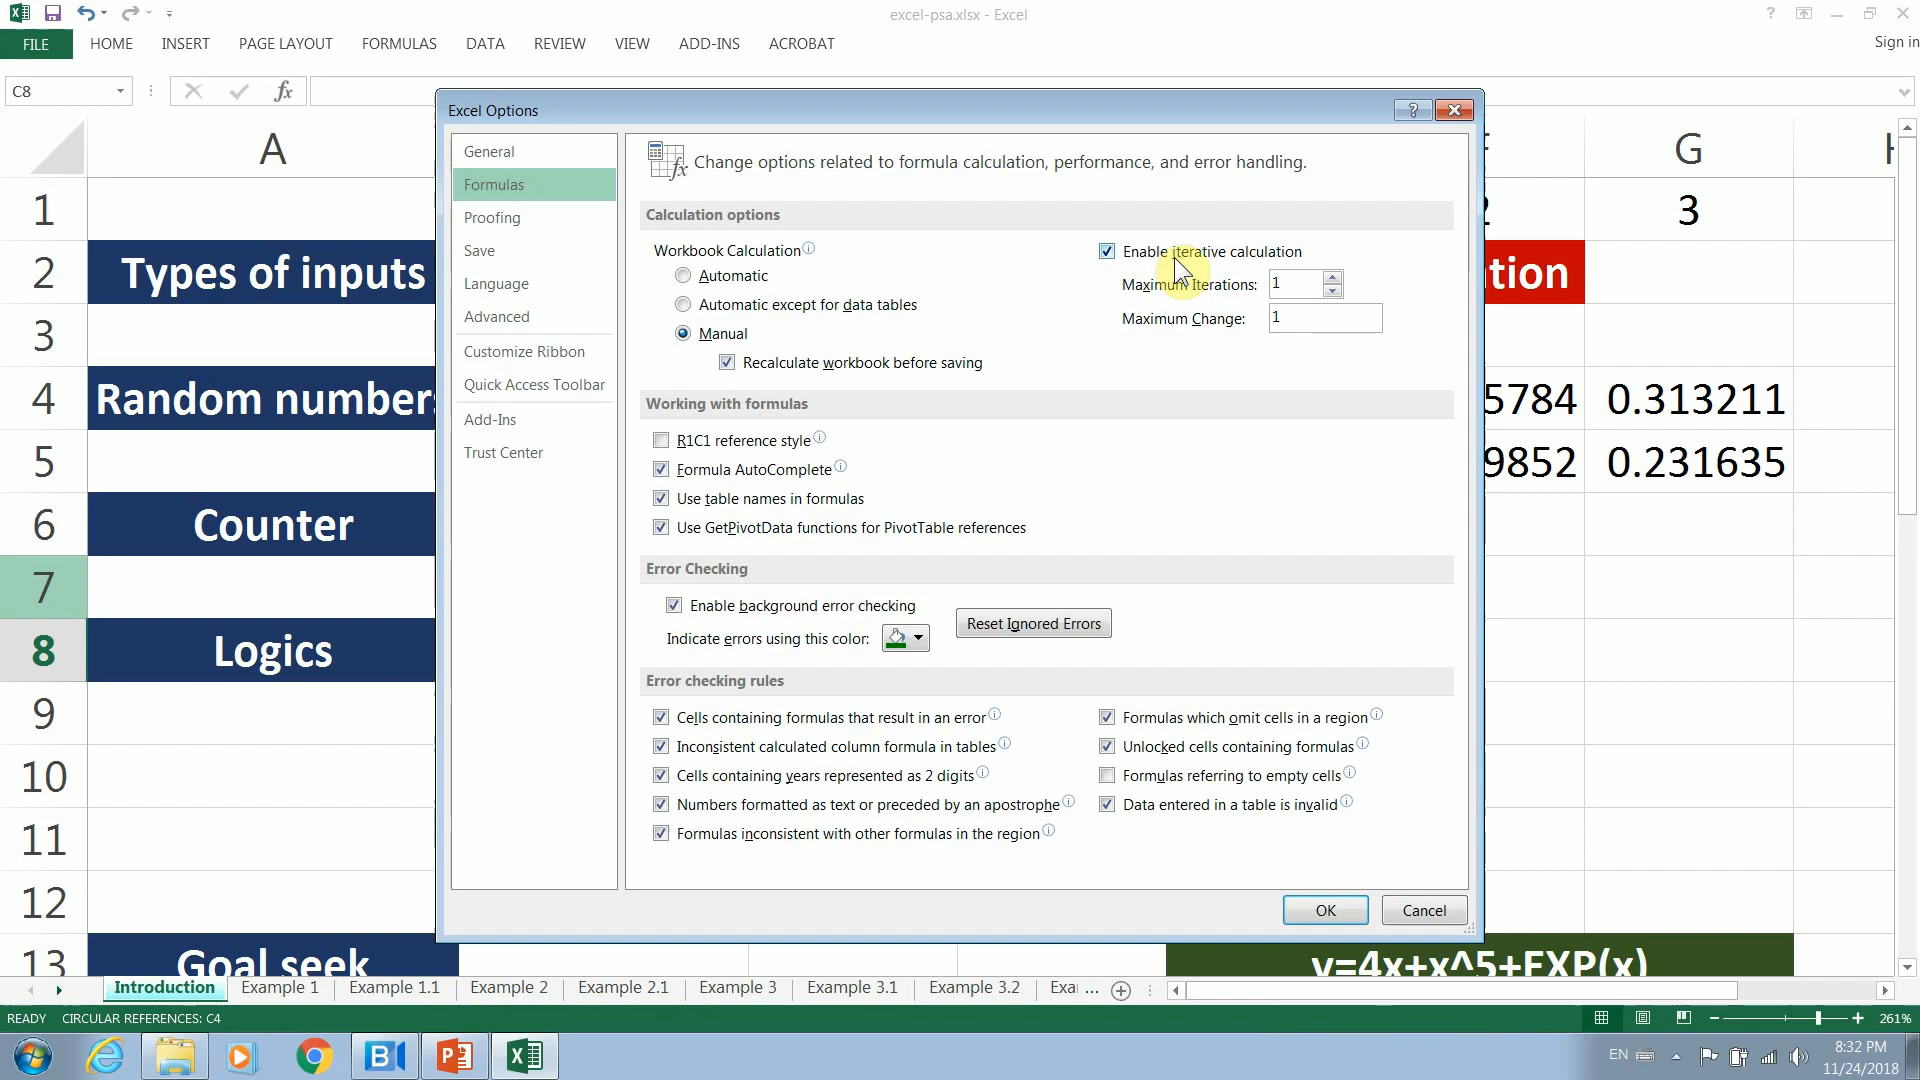 excel-psa.xlsx - Excel
FILE HOME INSERT PAGE LAYOUT FORMULAS DATA REVIEW VIEW ADD-INS ACROBAT Sign in
C8 fx
Excel Options
A G
General
Formulas
Proofing
Save
Language
Advanced
Customize Ribbon
Quick Access Toolbar
Add-Ins
Trust Center
Change options related to formula calculation, performance, and error handling.
Calculation options
Workbook Calculation
Automatic
Automatic except for data tables
Manual
Recalculate workbook before saving
Enable iterative calculation
Maximum Iterations: 1
Maximum Change: 1
Working with formulas
R1C1 reference style
Formula AutoComplete
Use table names in formulas
Use GetPivotData functions for PivotTable references
Error Checking
Enable background error checking
Indicate errors using this color:
Reset Ignored Errors
Error checking rules
Cells containing formulas that result in an error
Inconsistent calculated column formula in tables
Cells containing years represented as 2 digits
Numbers formatted as text or preceded by an apostrophe
Formulas inconsistent with other formulas in the region
Formulas which omit cells in a region
Unlocked cells containing formulas
Formulas referring to empty cells
Data entered in a table is invalid
OK Cancel
1 3
2 Types of inputs tion
3
4 Random number 5784 0.313211
5 9852 0.231635
6 Counter
7
8 Logics
9
10
11
12
13 Goal seek y=4x+x^5+EXP(x)
Introduction Example 1 Example 1.1 Example 2 Example 2.1 Example 3 Example 3.1 Example 3.2 Exa ...
READY CIRCULAR REFERENCES: C4 261%
EN 8:32 PM
11/24/2018